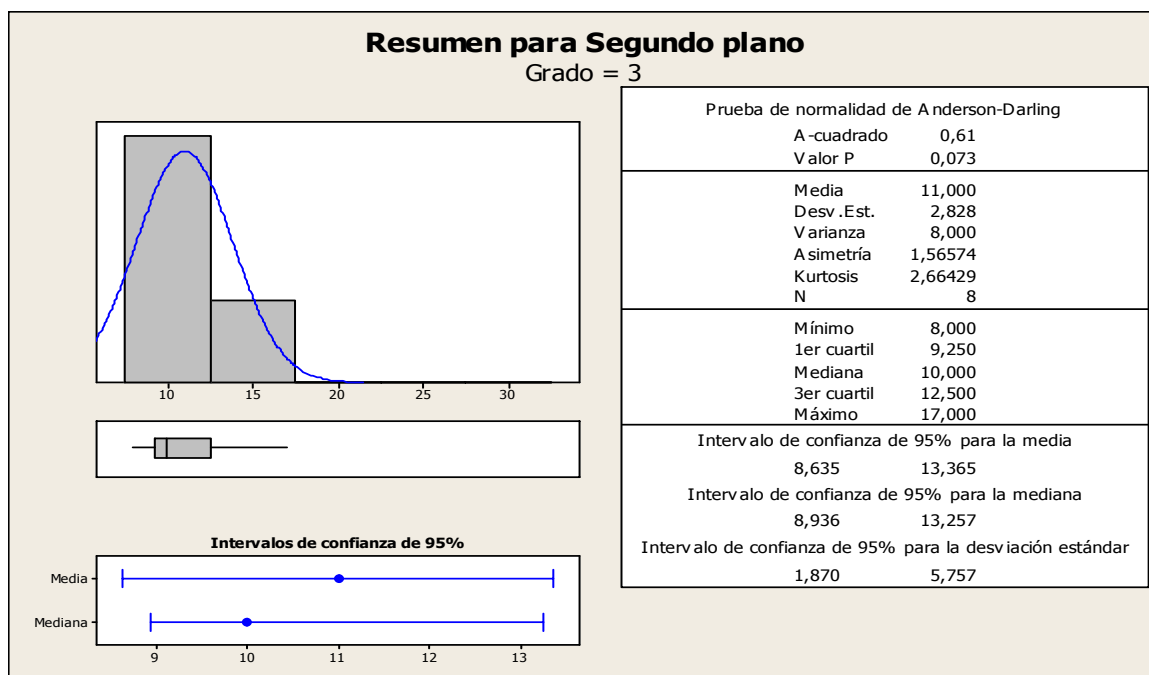 Resumen para Segundo plano
Grado = 3
10 15 20 25 30
Intervalos de confianza de 95%
Media
Mediana
9 10 11 12 13
Prueba de normalidad de Anderson-Darling
A-cuadrado 0,61
Valor P 0,073
Media 11,000
Desv.Est. 2,828
Varianza 8,000
Asimetría 1,56574
Kurtosis 2,66429
N 8
Mínimo 8,000
1er cuartil 9,250
Mediana 10,000
3er cuartil 12,500
Máximo 17,000
Intervalo de confianza de 95% para la media
8,635 13,365
Intervalo de confianza de 95% para la mediana
8,936 13,257
Intervalo de confianza de 95% para la desviación estándar
1,870 5,757